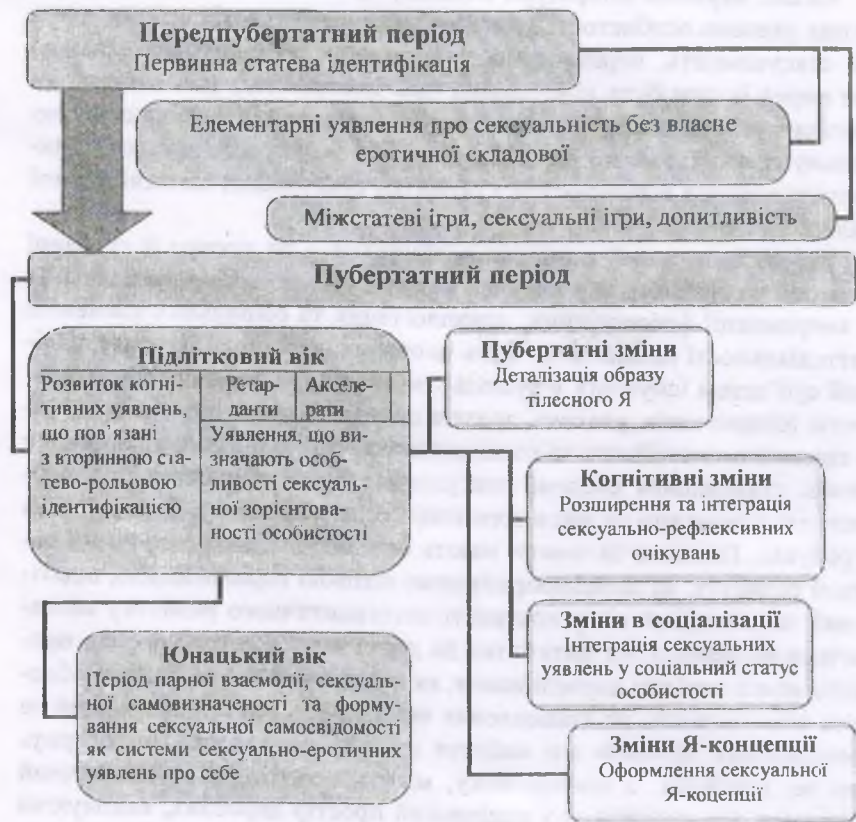 Передпубертатний період
Первинна статева ідентифікація
Елементарні уявлення про сексуальність без власне
еротичної складової
Міжстатеві ігри, сексуальні ігри, допитливість
Пубертатний період
Підлітковий вік
Розвиток когні-
тивних уявлень,
що пов’язані
з вторинною ста-
тево-рольовою
ідентифікацією
Ретар-
данти
Акселе-
рати
Уявлення, що ви-
значають особ-
ливості сексуаль-
ної зорієнтова-
ності особистості
Пубертатні зміни
Деталізація образу
тілесного Я
Когнітивні зміни
Розширення та інтеграція
сексуально-рефлексивних
очікувань
Зміни в соціалізації
Інтеграція сексуальних
уявлень у соціальний статус
особистості
Юнацький вік
Період парної взаємодії, сексуаль-
ної самовизначеності та форму-
вання сексуальної самосвідомості
як системи сексуально-еротичних
уявлень про себе
Зміни Я-концепції
Оформлення сексуальної
Я-коцепції